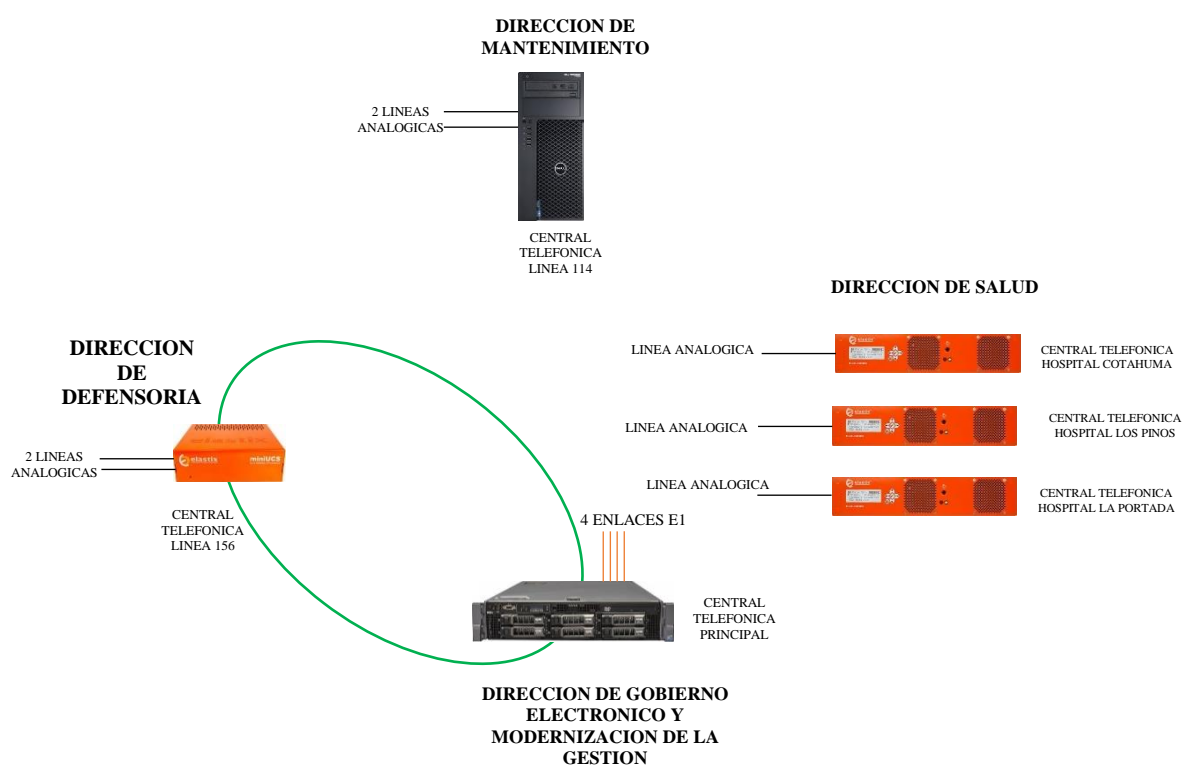 DIRECCION DE
MANTENIMIENTO
2 LINEAS
ANALOGICAS
CENTRAL
TELEFONICA
LINEA 114
DIRECCION DE SALUD
LINEA ANALOGICA
CENTRAL TELEFONICA
HOSPITAL COTAHUMA
LINEA ANALOGICA
CENTRAL TELEFONICA
HOSPITAL LOS PINOS
LINEA ANALOGICA
CENTRAL TELEFONICA
HOSPITAL LA PORTADA
DIRECCION
DE
DEFENSORIA
2 LINEAS
ANALOGICAS
elastix
miniUCS
CENTRAL
TELEFONICA
LINEA 156
4 ENLACES E1
CENTRAL
TELEFONICA
PRINCIPAL
DIRECCION DE GOBIERNO
ELECTRONICO Y
MODERNIZACION DE LA
GESTION